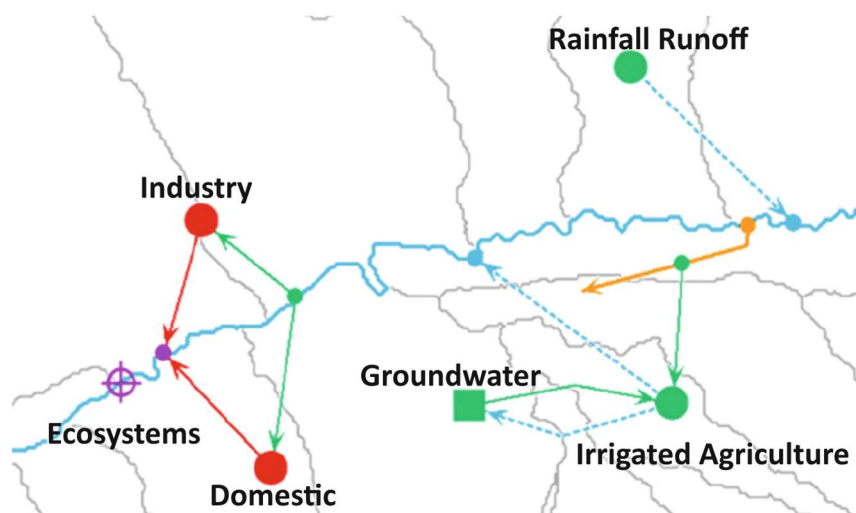 Rainfall Runoff
Industry
Groundwater
Ecosystems
Irrigated Agriculture
Domestic